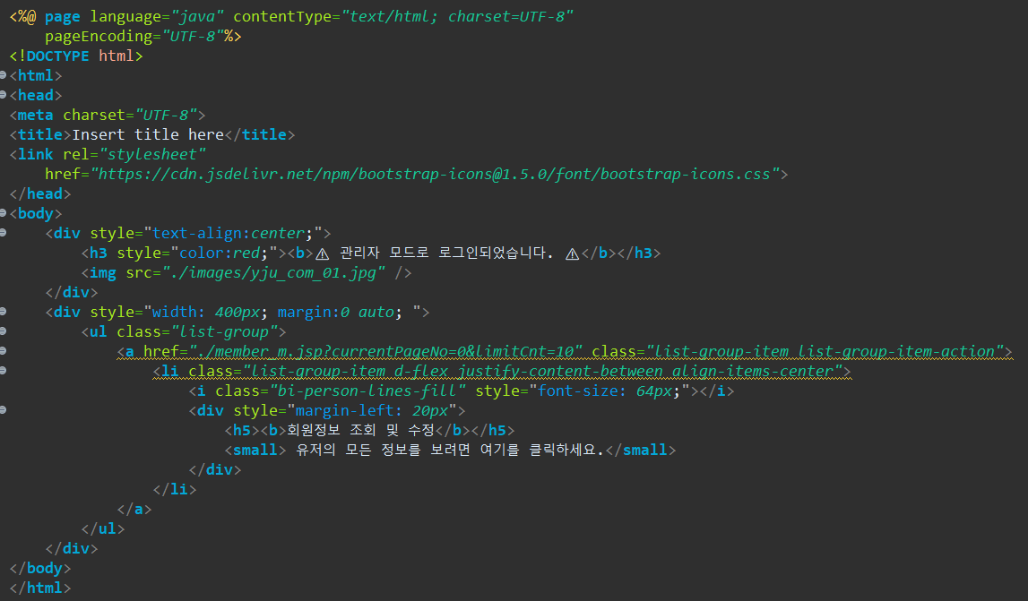 <%@ page language="java" contentType="text/html; charset=UTF-8"
    pageEncoding="UTF-8"%>
<!DOCTYPE html>
<html>
<head>
<meta charset="UTF-8">
<title>Insert title here</title>
<link rel="stylesheet"
    href="https://cdn.jsdelivr.net/npm/bootstrap-icons@1.5.0/font/bootstrap-icons.css">
</head>
<body>
    <div style="text-align:center;">
        <h3 style="color:red;"><b>⚠ 관리자 모드로 로그인되었습니다. ⚠</b></h3>
        <img src="./images/yju_com_01.jpg" />
    </div>
    <div style="width: 400px; margin:0 auto; ">
        <ul class="list-group">
            <a href="./member_m.jsp?currentPageNo=0&limitCnt=10" class="list-group-item list-group-item-action">
                <li class="list-group-item d-flex justify-content-between align-items-center">
                    <i class="bi-person-lines-fill" style="font-size: 64px;"></i>
                    <div style="margin-left: 20px">
                        <h5><b>회원정보 조회 및 수정</b></h5>
                        <small> 유저의 모든 정보를 보려면 여기를 클릭하세요.</small>
                    </div>
                </li>
            </a>
        </ul>
    </div>
</body>
</html>